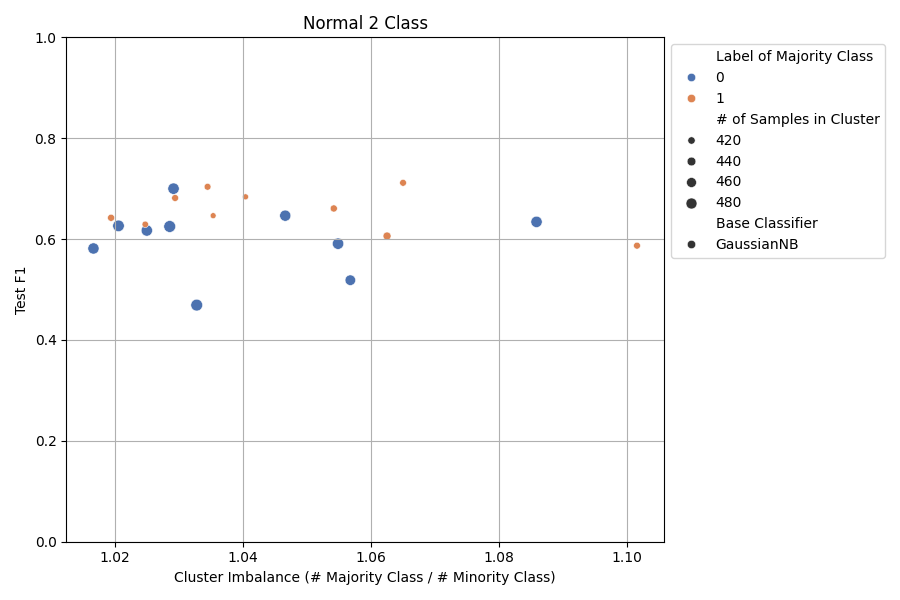 Normal 2 Class
1.0
0.8
0.6
0.4
0.2
0.0
Test F1
1.02
1.04
1.06
1.08
1.10
Cluster Imbalance (# Majority Class / # Minority Class)
Label of Majority Class
0
1
# of Samples in Cluster
420
440
460
480
Base Classifier
GaussianNB